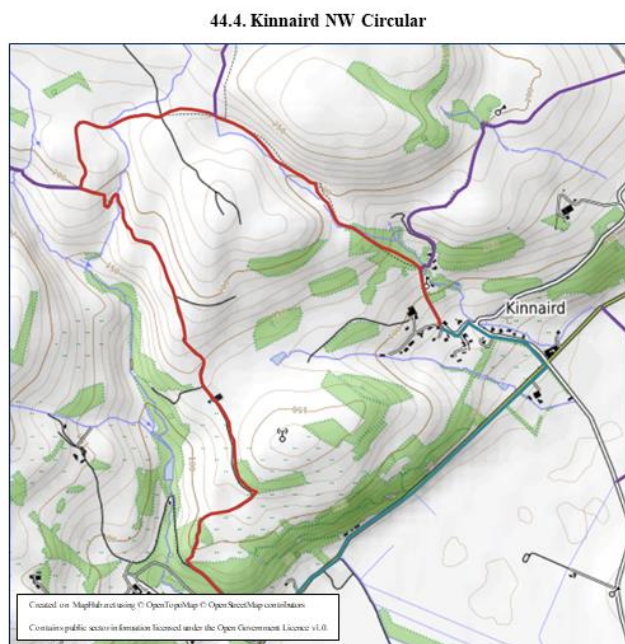 44.4. Kinnaird NW Circular
Kinnaird
Created on MapHub.net using © OpenTopoMap © OpenStreetMap contributors
Contains public sector information licensed under the Open Government Licence v1.0.